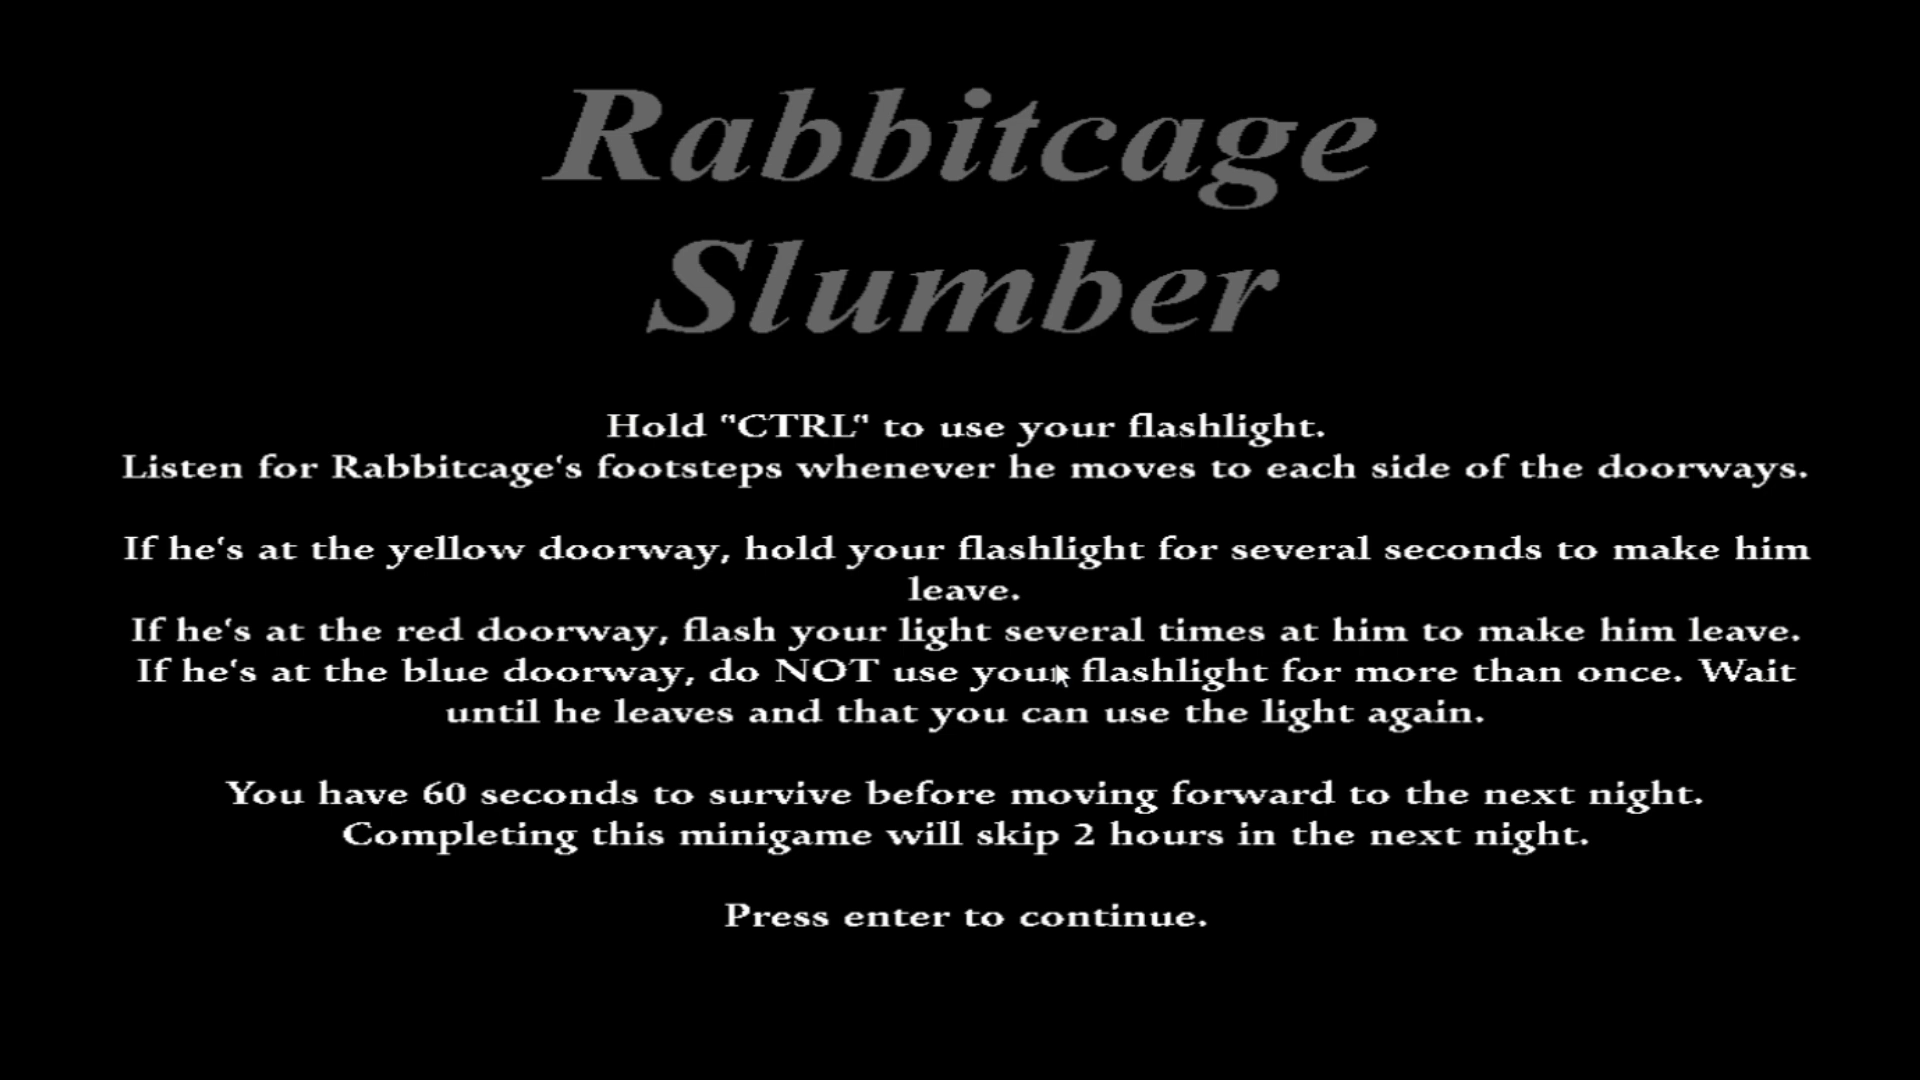 Rabbitcage
Slumber
Hold "CTRL" to use your flashlight.
Listen for Rabbitcage's footsteps whenever he moves to each side of the doorways.
If he's at the yellow doorway, hold your flashlight for several seconds to make him
leave.
If he's at the red doorway, flash your light several times at him to make him leave.
If he's at the blue doorway, do NOT use your flashlight for more than once. Wait
until he leaves and that you can use the light again.
You have 60 seconds to survive before moving forward to the next night.
Completing this minigame will skip 2 hours in the next night.
Press enter to continue.